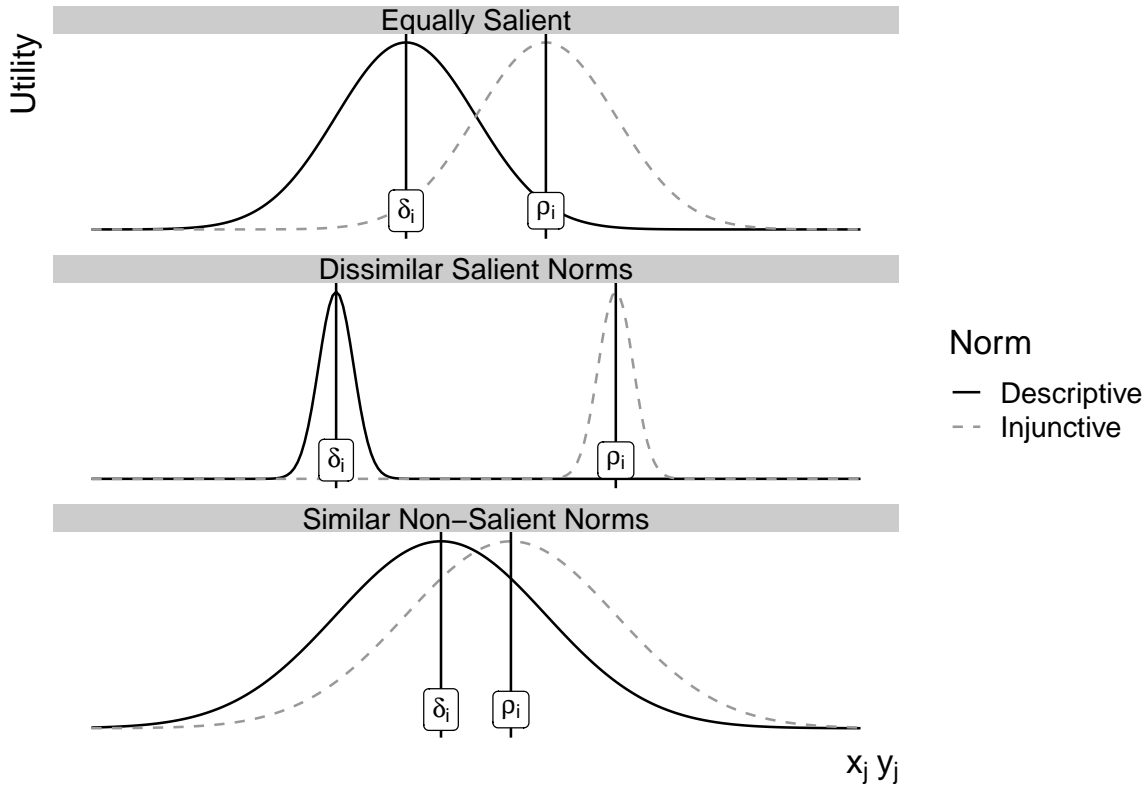 Equally Salient
Utility
δi ρi
Dissimilar Salient Norms
δi ρi
Norm
Descriptive
Injunctive
Similar Non−Salient Norms
δi ρi
xj yj